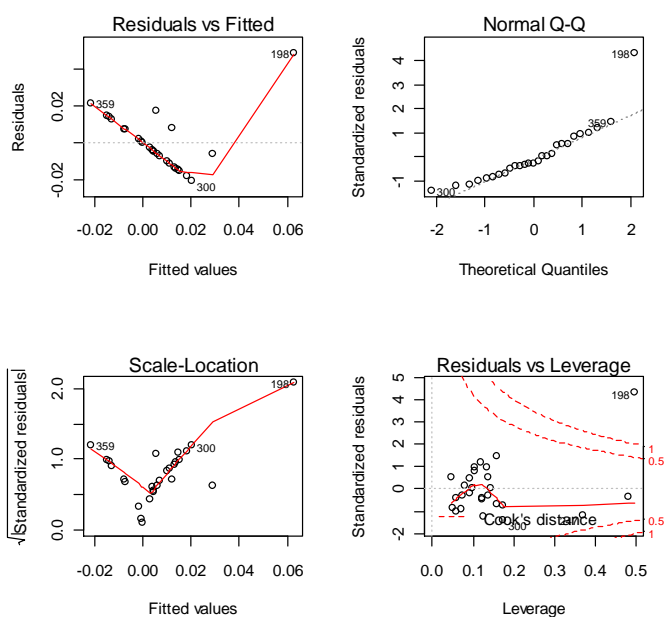 Residuals vs Fitted
Residuals
-0.02 0.02
-0.02 0.00 0.02 0.04 0.06
Fitted values
198
359
300
Normal Q-Q
Standardized residuals
-1 1 2 3 4
-2 -1 0 1 2
Theoretical Quantiles
198
359
300
Scale-Location
√|Standardized residuals|
0.0 1.0 2.0
-0.02 0.00 0.02 0.04 0.06
Fitted values
198
359
300
Residuals vs Leverage
Standardized residuals
-2 0 1 2 3 4 5
0.0 0.1 0.2 0.3 0.4 0.5
Leverage
198
1
0.5
0.5
1
Cook's distance
300